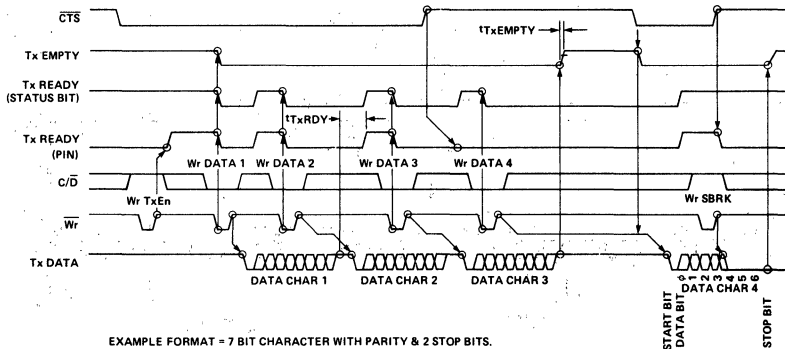 CTS
tTxEMPTY
Tx EMPTY
Tx READY
(STATUS BIT)
tTxRDY
Tx READY
(PIN)
Wr DATA 1 Wr DATA 2 Wr DATA 3 Wr DATA 4
C/D
Wr TxEn
Wr SBRK
Wr
Tx DATA
DATA CHAR 1 DATA CHAR 2 DATA CHAR 3
START BIT
DATA BIT
φ 1 2 3 4 5 6
DATA CHAR 4
STOP BIT
EXAMPLE FORMAT = 7 BIT CHARACTER WITH PARITY & 2 STOP BITS.